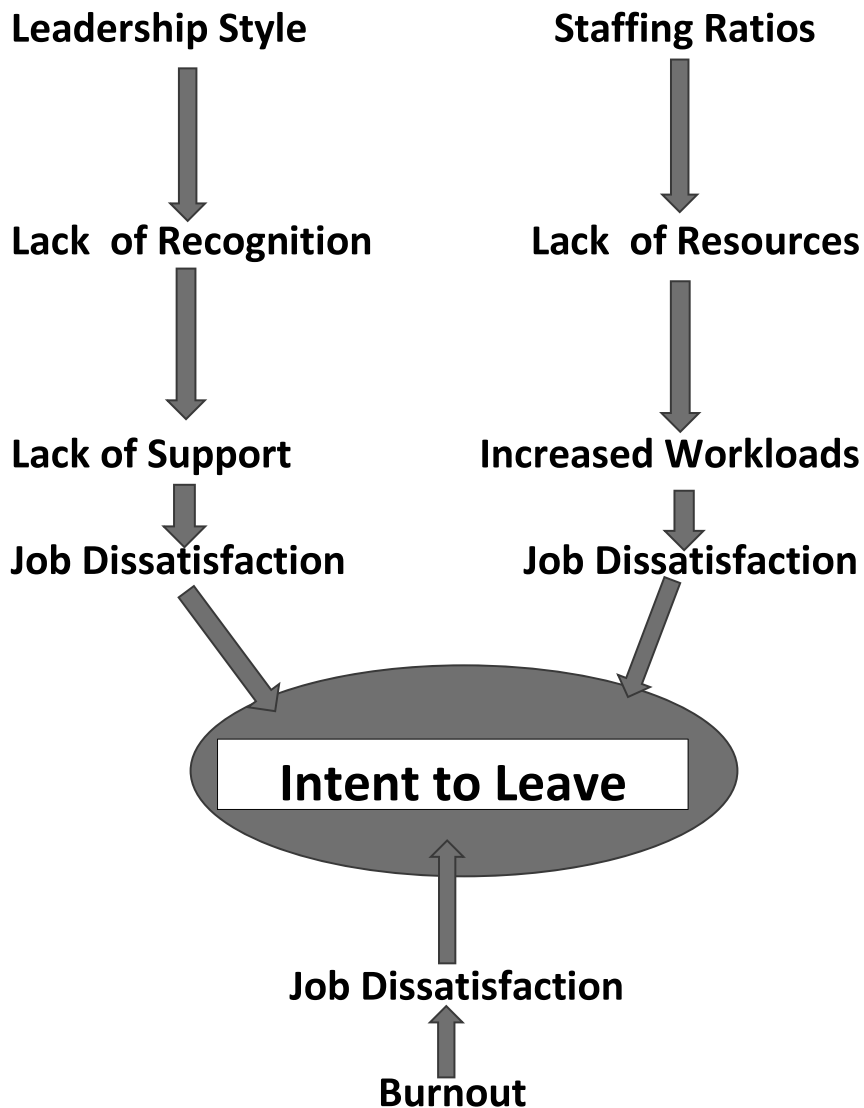 Leadership Style
Staffing Ratios
Lack of Recognition
Lack of Resources
Lack of Support
Increased Workloads
Job Dissatisfaction
Job Dissatisfaction
Intent to Leave
Job Dissatisfaction
Burnout